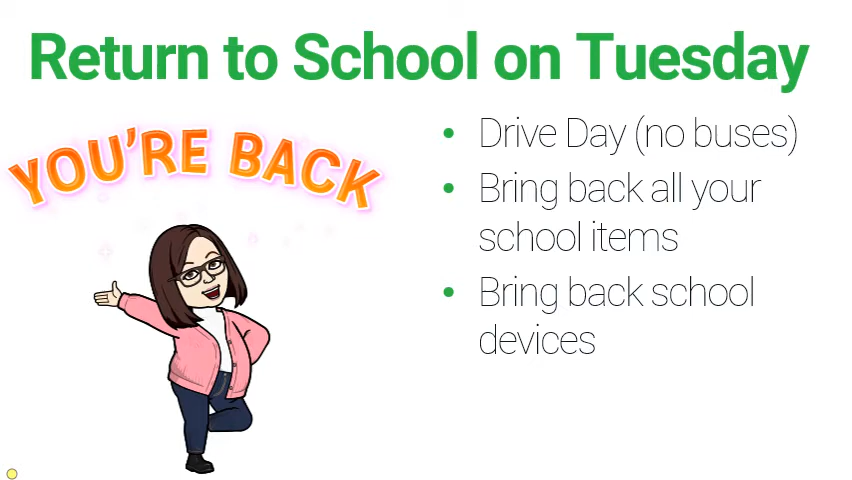 Return to School on Tuesday
YOU'RE BACK
• Drive Day (no buses)
• Bring back all your
school items
• Bring back school
devices